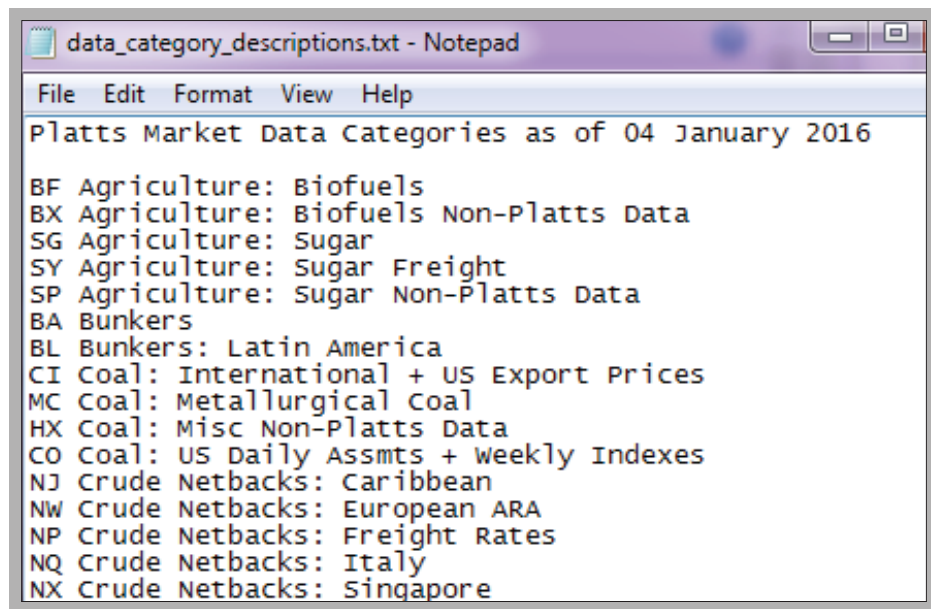 data_category_descriptions.txt - Notepad
File Edit Format View Help
Platts Market Data Categories as of 04 January 2016
BF Agriculture: Biofuels
BX Agriculture: Biofuels Non-Platts Data
SG Agriculture: Sugar
SY Agriculture: Sugar Freight
SP Agriculture: Sugar Non-Platts Data
BA Bunkers
BL Bunkers: Latin America
CI Coal: International + US Export Prices
MC Coal: Metallurgical Coal
HX Coal: Misc Non-Platts Data
CO Coal: US Daily Assmts + Weekly Indexes
NJ Crude Netbacks: Caribbean
NW Crude Netbacks: European ARA
NP Crude Netbacks: Freight Rates
NQ Crude Netbacks: Italy
NX Crude Netbacks: Singapore